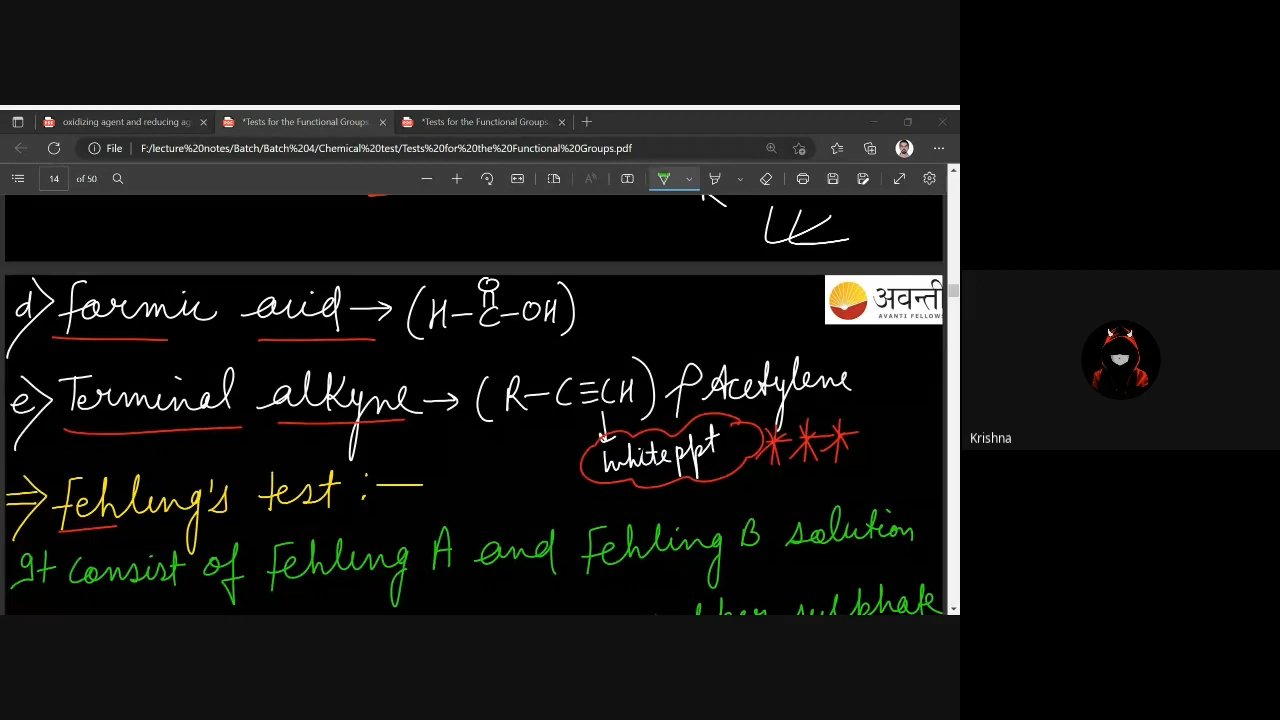 oxidizing agent and reducing ag
*Tests for the Functional Groups
*Tests for the Functional Groups.
File F:/lecture%20notes/Batch/Batch%204/Chemical%20test/Tests%20for%20the%20Functional%20Groups.pdf
14 of 50
d> formic acid → (H-C-OH)
O
अवन्ती
AVANTI FELLOWS
e> Terminal alkyne → (R-C≡CH) Acetylene
↓
white ppt ***
⇒ Fehling's test :—
It consist of Fehling A and Fehling B solution
sulphate
Krishna